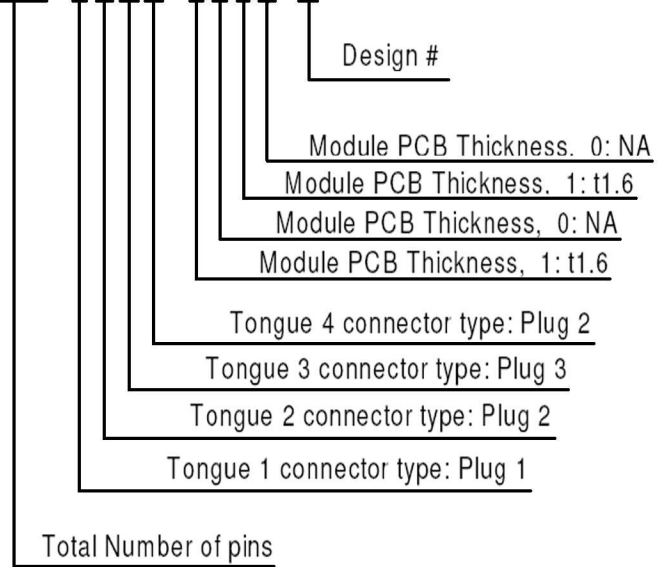 Design #
Module PCB Thickness. 0: NA
Module PCB Thickness. 1: t1.6
Module PCB Thickness, 0: NA
Module PCB Thickness, 1: t1.6
Tongue 4 connector type: Plug 2
Tongue 3 connector type: Plug 3
Tongue 2 connector type: Plug 2
Tongue 1 connector type: Plug 1
Total Number of pins